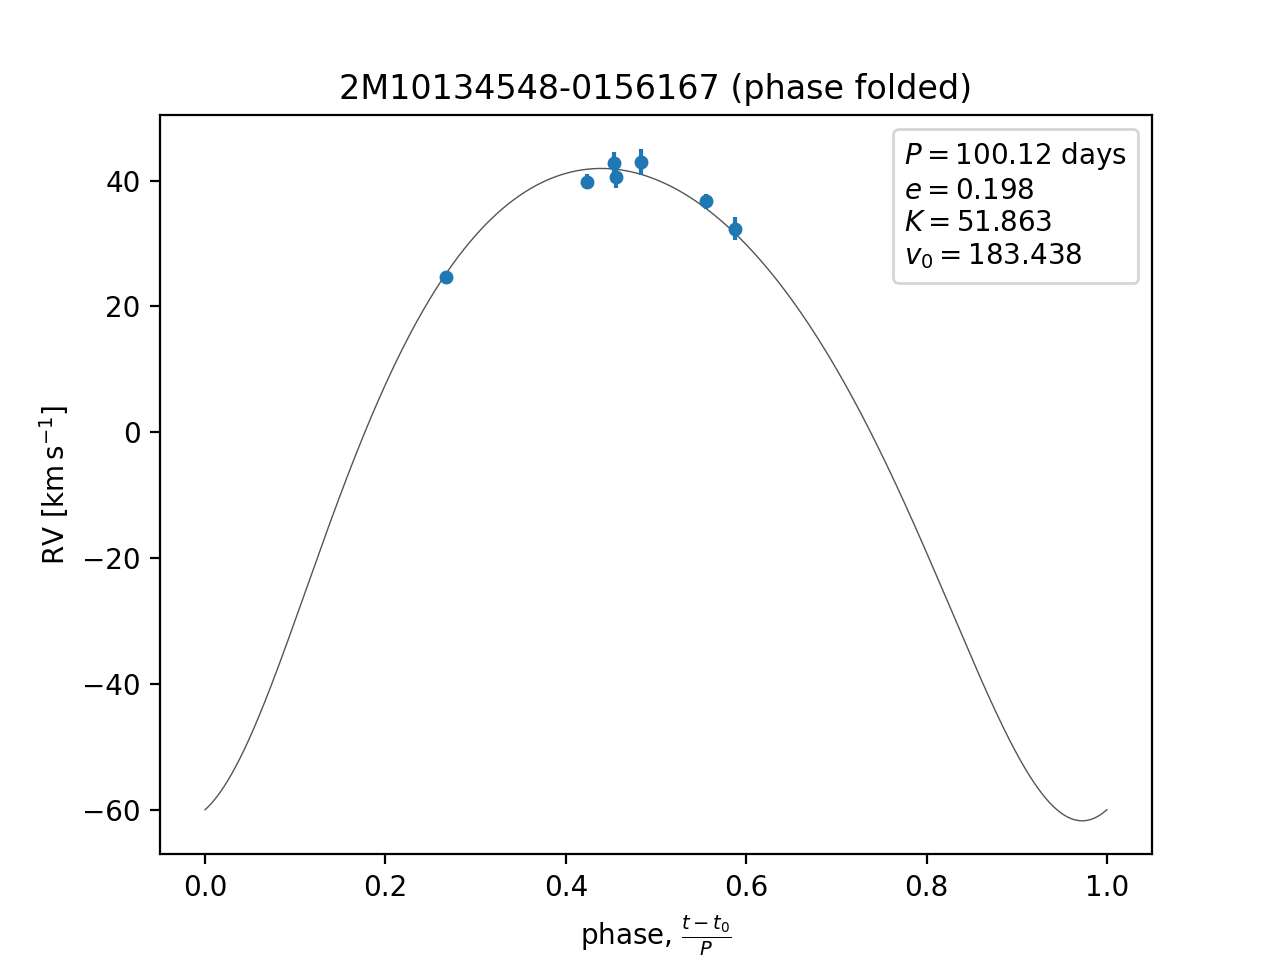 2M10134548-0156167 (phase folded)
P = 100.12 days
e = 0.198
K = 51.863
v₀ = 183.438
40
20
0
−20
−40
−60
RV [km s⁻¹]
0.0 0.2 0.4 0.6 0.8 1.0
phase, (t − t₀)/P